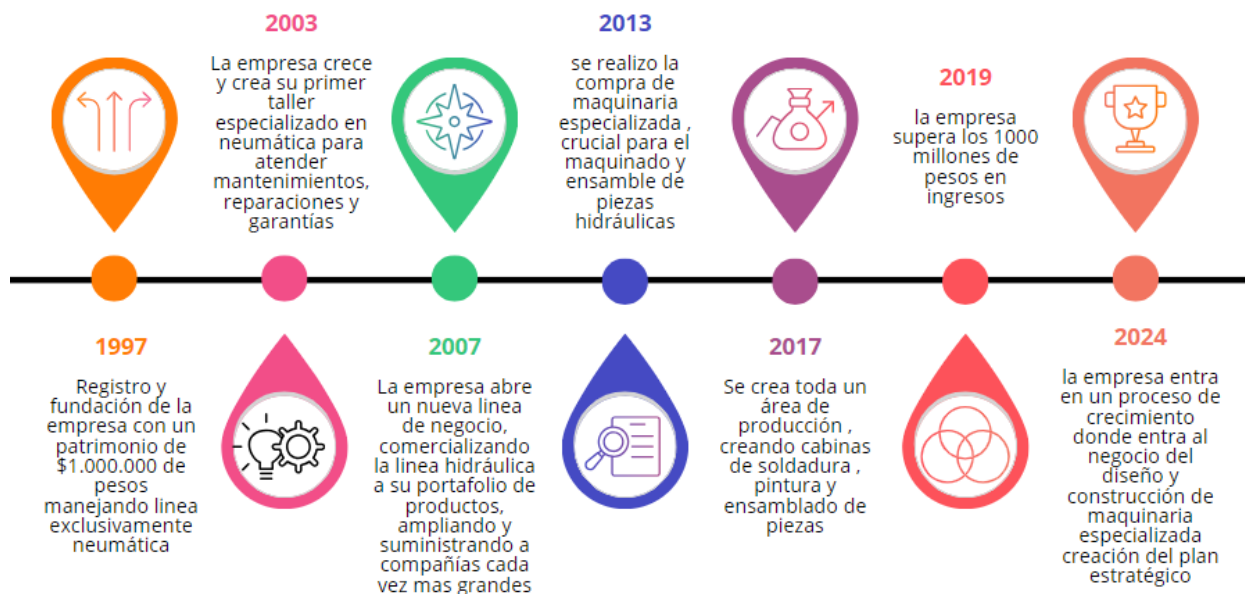 1997
Registro y
fundación de la
empresa con un
patrimonio de
$1.000.000 de
pesos
manejando linea
exclusivamente
neumática
2003
La empresa crece
y crea su primer
taller
especializado en
neumática para
atender
mantenimientos,
reparaciones y
garantías
2007
La empresa abre
un nueva linea
de negocio,
comercializando
la linea hidráulica
a su portafolio de
productos,
ampliando y
suministrando a
compañías cada
vez mas grandes
2013
se realizo la
compra de
maquinaria
especializada ,
crucial para el
maquinado y
ensamble de
piezas
hidráulicas
2017
Se crea toda un
área de
producción ,
creando cabinas
de soldadura ,
pintura y
ensamblado de
piezas
2019
la empresa
supera los 1000
millones de
pesos en
ingresos
2024
la empresa entra
en un proceso de
crecimiento
donde entra al
negocio del
diseño y
construcción de
maquinaria
especializada
creación del plan
estratégico